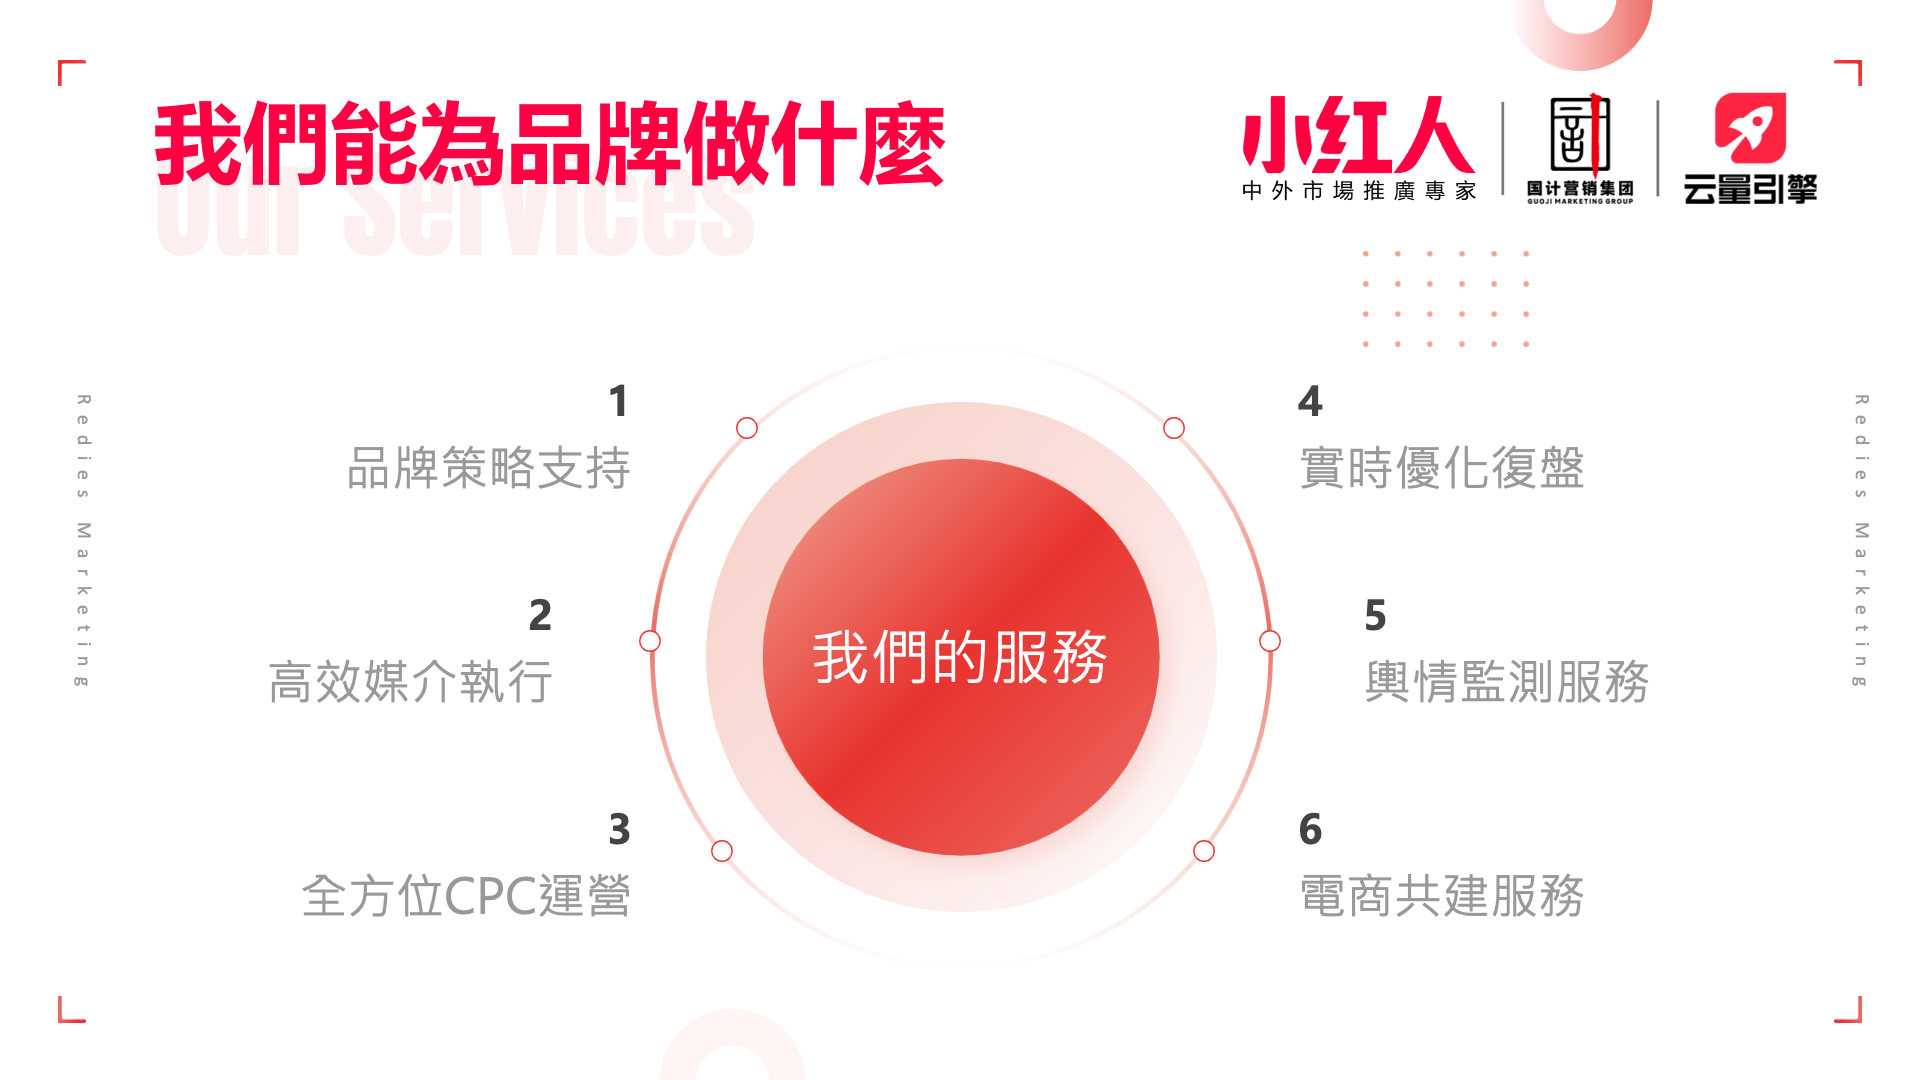 我們能為品牌做什麼
Our Services
小红人
中外市場推廣專家
国计营销集团
GUOJI MARKETING GROUP
云量引擎
Redies Marketing
1
品牌策略支持
2
高效媒介執行
3
全方位CPC運營
我們的服務
4
實時優化復盤
5
輿情監測服務
6
電商共建服務
Redies Marketing